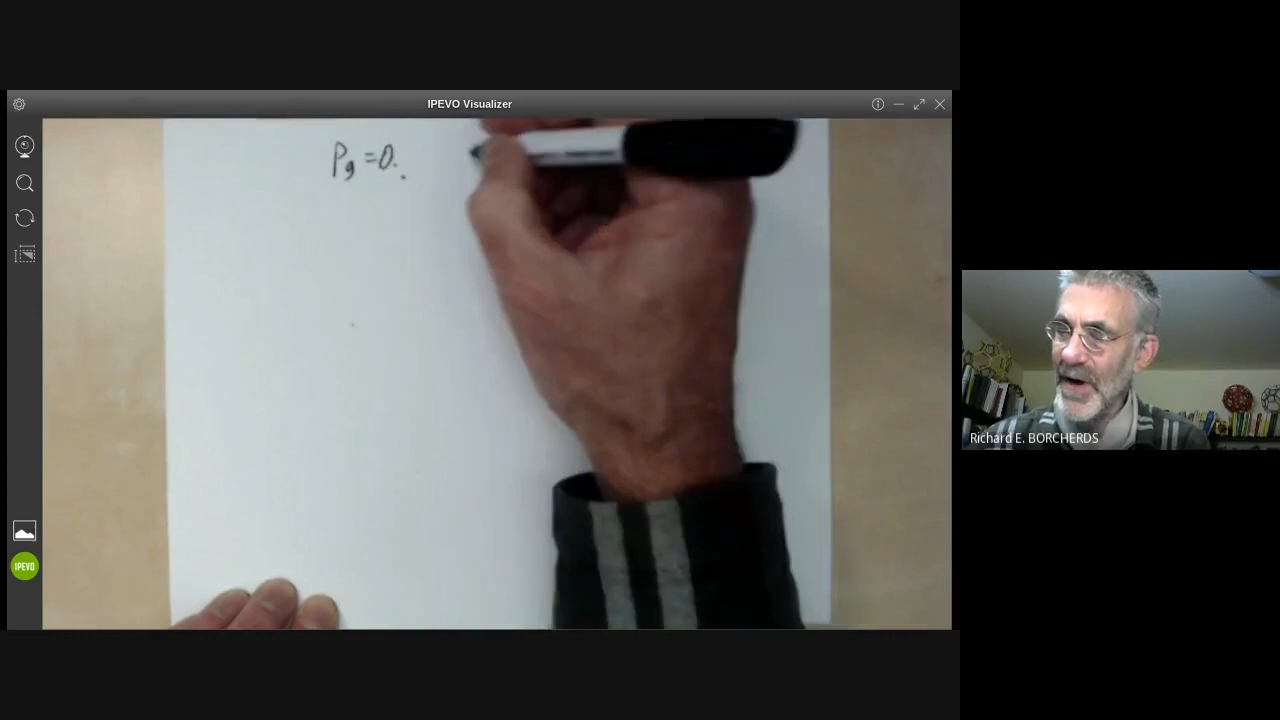 IPEVO Visualizer
Pg = 0.
IPEVO
Richard E. BORCHERDS